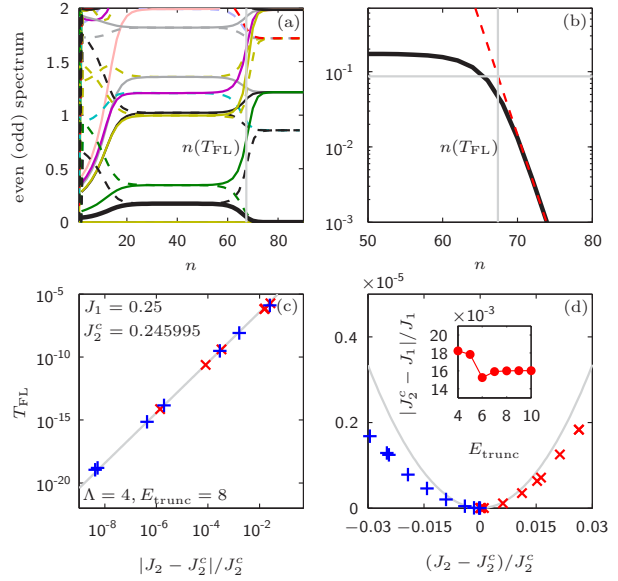 (a)
even (odd) spectrum
2
1.5
1
0.5
0
n(T_FL)
20 40 60 80
n
(b)
10^-1
10^-2
10^-3
n(T_FL)
50 60 70 80
n
(c)
J_1 = 0.25
J_2^c = 0.245995
T_FL
10^-5
10^-10
10^-15
10^-20
Λ = 4, E_trunc = 8
10^-8 10^-6 10^-4 10^-2
|J_2 − J_2^c|/J_2^c
×10^-5
(d)
0.4
0.2
0
|J_2^c − J_1|/J_1
×10^-3
18
16
14
4 6 8 10
E_trunc
−0.03 −0.015 0 0.015 0.03
(J_2 − J_2^c)/J_2^c